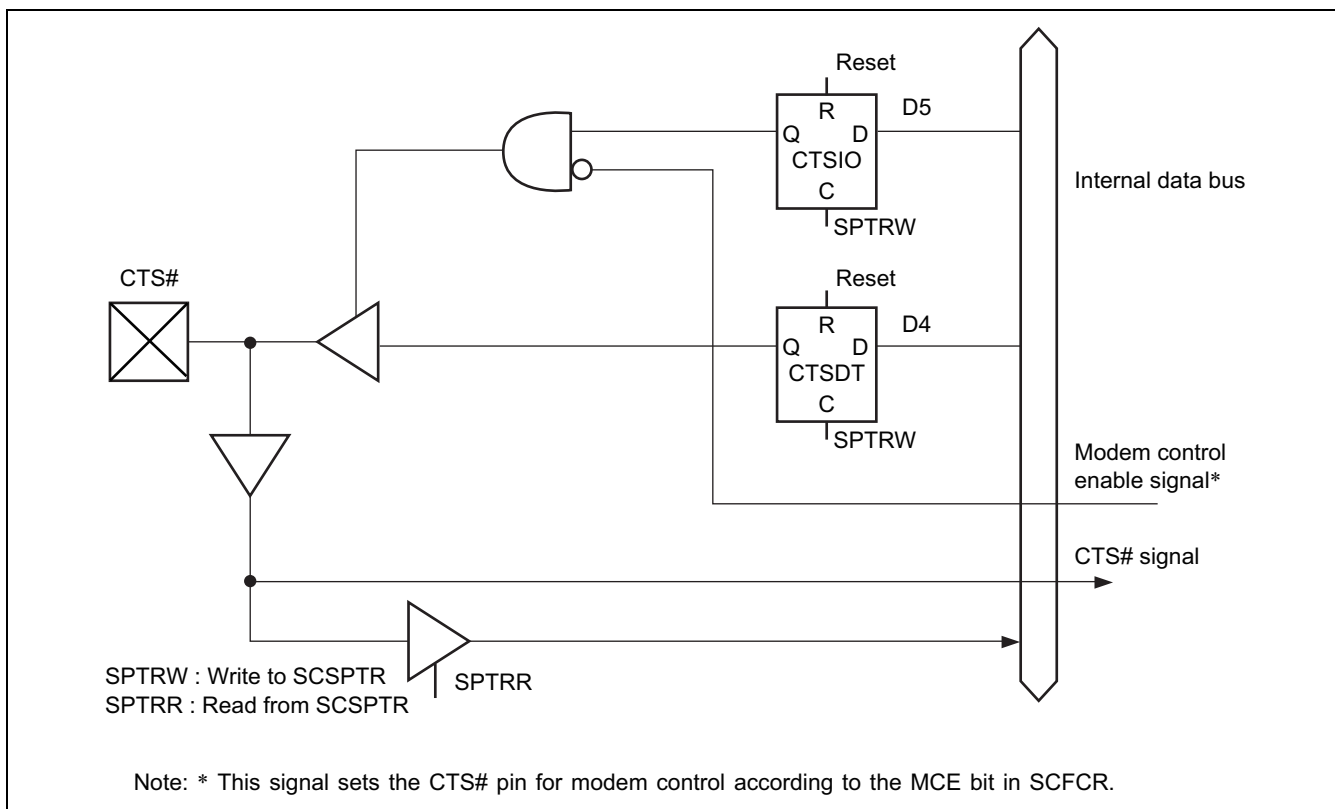 Reset
R
D5
Q
D
CTSIO
C
SPTRW
Internal data bus
CTS#
Reset
R
D4
Q
D
CTSDT
C
SPTRW
Modem control
enable signal*
CTS# signal
SPTRW : Write to SCSPTR
SPTRR
SPTRR : Read from SCSPTR
Note: * This signal sets the CTS# pin for modem control according to the MCE bit in SCFCR.